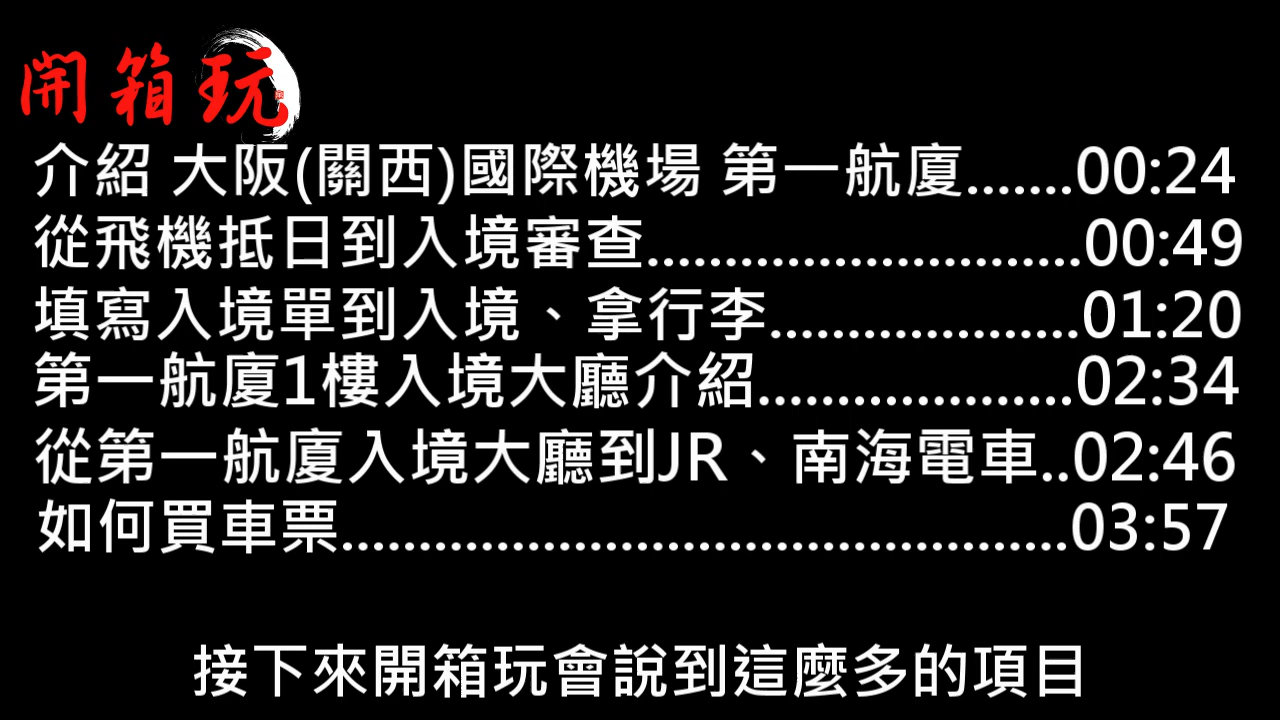 開箱玩
介紹 大阪(關西)國際機場 第一航廈.......00:24
從飛機抵日到入境審查............................00:49
填寫入境單到入境、拿行李....................01:20
第一航廈1樓入境大廳介紹....................02:34
從第一航廈入境大廳到JR、南海電車..02:46
如何買車票...............................................03:57
接下來開箱玩會說到這麼多的項目